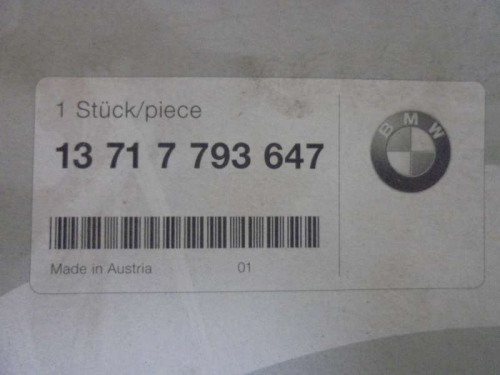 1 Stück/piece
13 71 7 793 647
BMW
Made in Austria 01